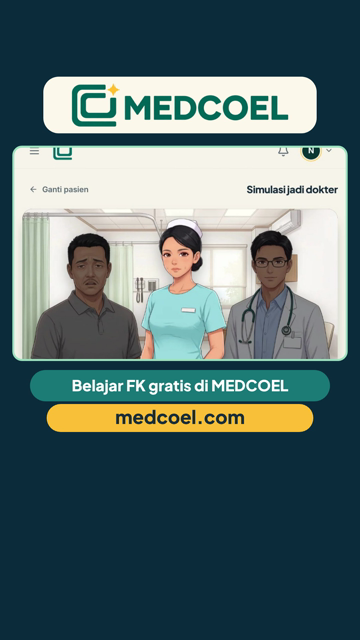 MEDCOEL
N
Ganti pasien
Simulasi jadi dokter
Belajar FK gratis di MEDCOEL
medcoel.com